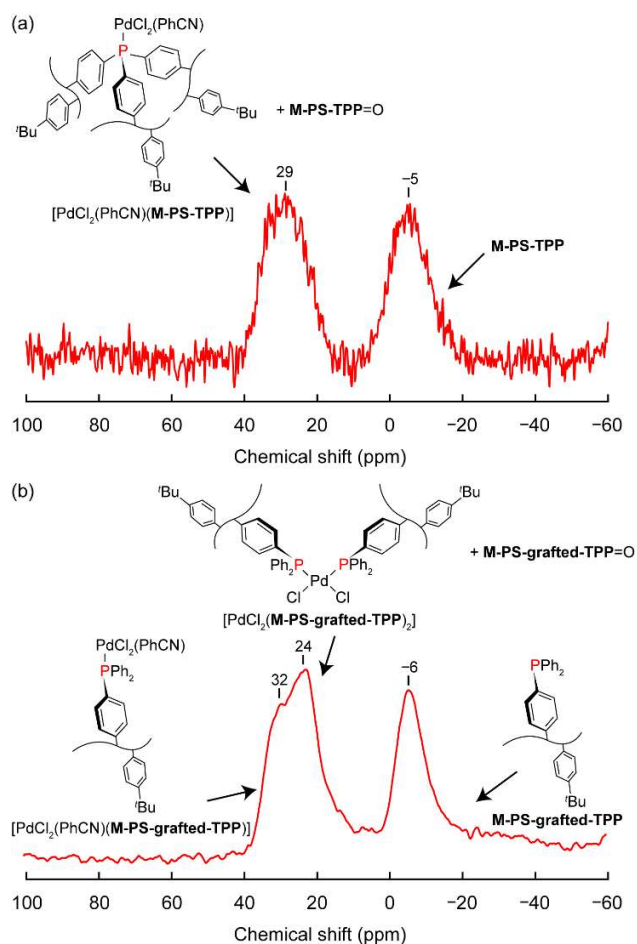 (a)
PdCl₂(PhCN)
P
ᵗBu
ᵗBu
ᵗBu
+ M-PS-TPP=O
29
−5
[PdCl₂(PhCN)(M-PS-TPP)]
M-PS-TPP
100 80 60 40 20 0 −20 −40 −60
Chemical shift (ppm)
(b)
ᵗBu
ᵗBu
Ph₂P PPh₂
Pd
Cl Cl
+ M-PS-grafted-TPP=O
[PdCl₂(M-PS-grafted-TPP)₂]
PdCl₂(PhCN)
PPh₂
24
32
−6
PPh₂
ᵗBu
ᵗBu
[PdCl₂(PhCN)(M-PS-grafted-TPP)]
M-PS-grafted-TPP
100 80 60 40 20 0 −20 −40 −60
Chemical shift (ppm)